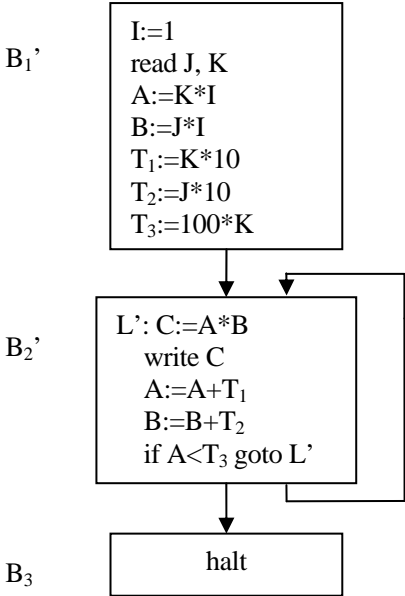 B₁’
I:=1
read J, K
A:=K*I
B:=J*I
T₁:=K*10
T₂:=J*10
T₃:=100*K
B₂’
L’: C:=A*B
write C
A:=A+T₁
B:=B+T₂
if A<T₃ goto L’
B₃
halt